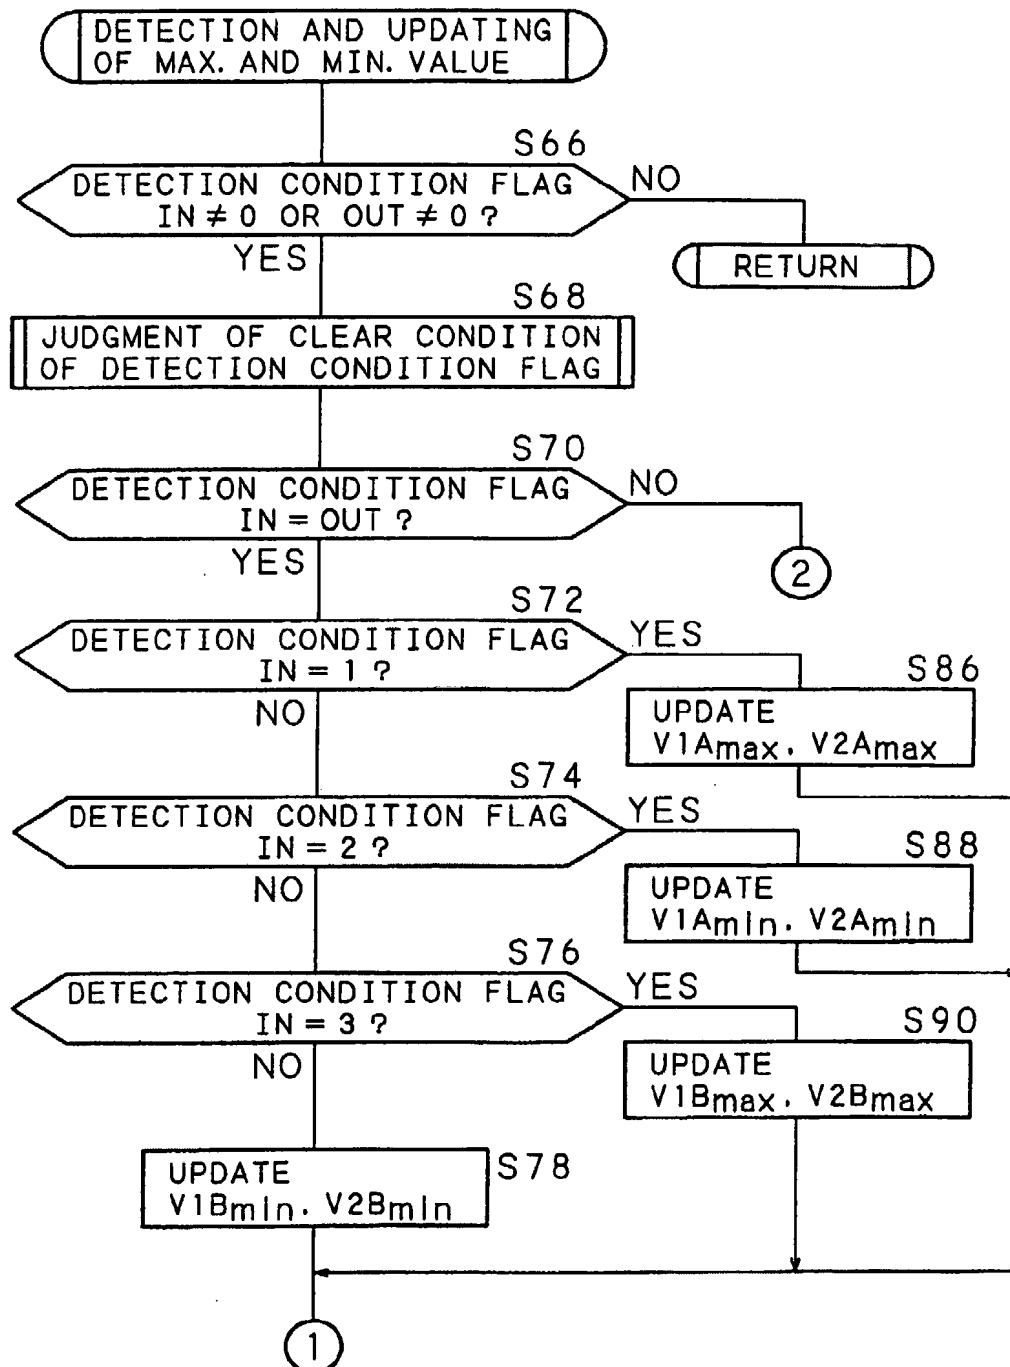 DETECTION AND UPDATING
OF MAX. AND MIN. VALUE
S66
DETECTION CONDITION FLAG
IN ≠ 0 OR OUT ≠ 0 ?
NO
YES
RETURN
S68
JUDGMENT OF CLEAR CONDITION
OF DETECTION CONDITION FLAG
S70
DETECTION CONDITION FLAG
IN = OUT ?
NO
YES
2
S72
DETECTION CONDITION FLAG
IN = 1 ?
YES
NO
S86
UPDATE
V1Amax. V2Amax
S74
DETECTION CONDITION FLAG
IN = 2 ?
YES
NO
S88
UPDATE
V1Amin. V2Amin
S76
DETECTION CONDITION FLAG
IN = 3 ?
YES
NO
S90
UPDATE
V1Bmax. V2Bmax
S78
UPDATE
V1Bmin. V2Bmin
1